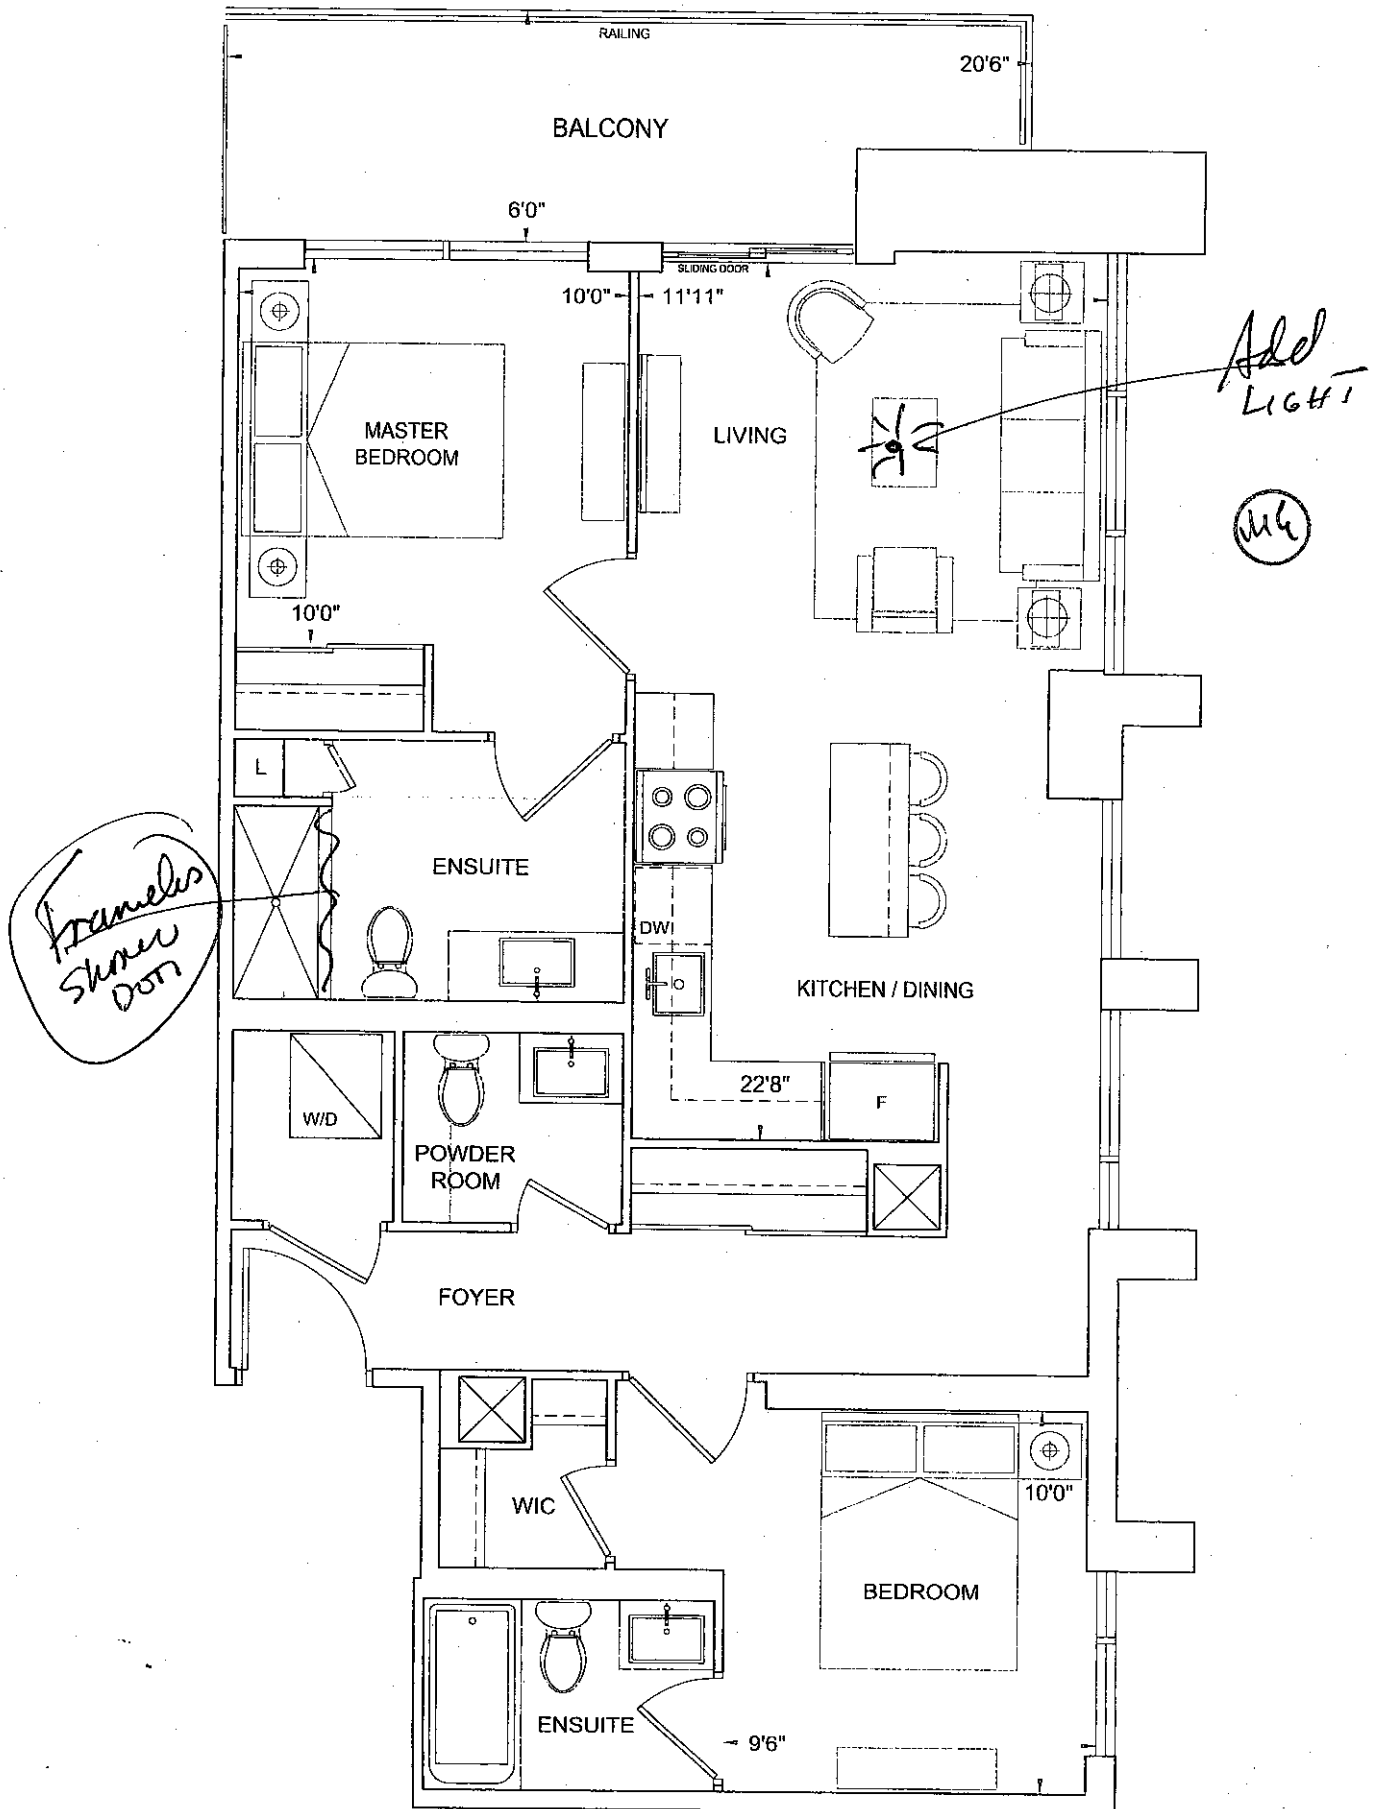 RAILING
20'6"
BALCONY
6'0"
SLIDING DOOR
10'0"
11'11"
Add
LIGHT
MASTER
BEDROOM
LIVING
10'0"
L
ENSUITE
Frameless
Shower
Door
DW
KITCHEN / DINING
22'8"
F
W/D
POWDER
ROOM
FOYER
WIC
10'0"
BEDROOM
ENSUITE
9'6"